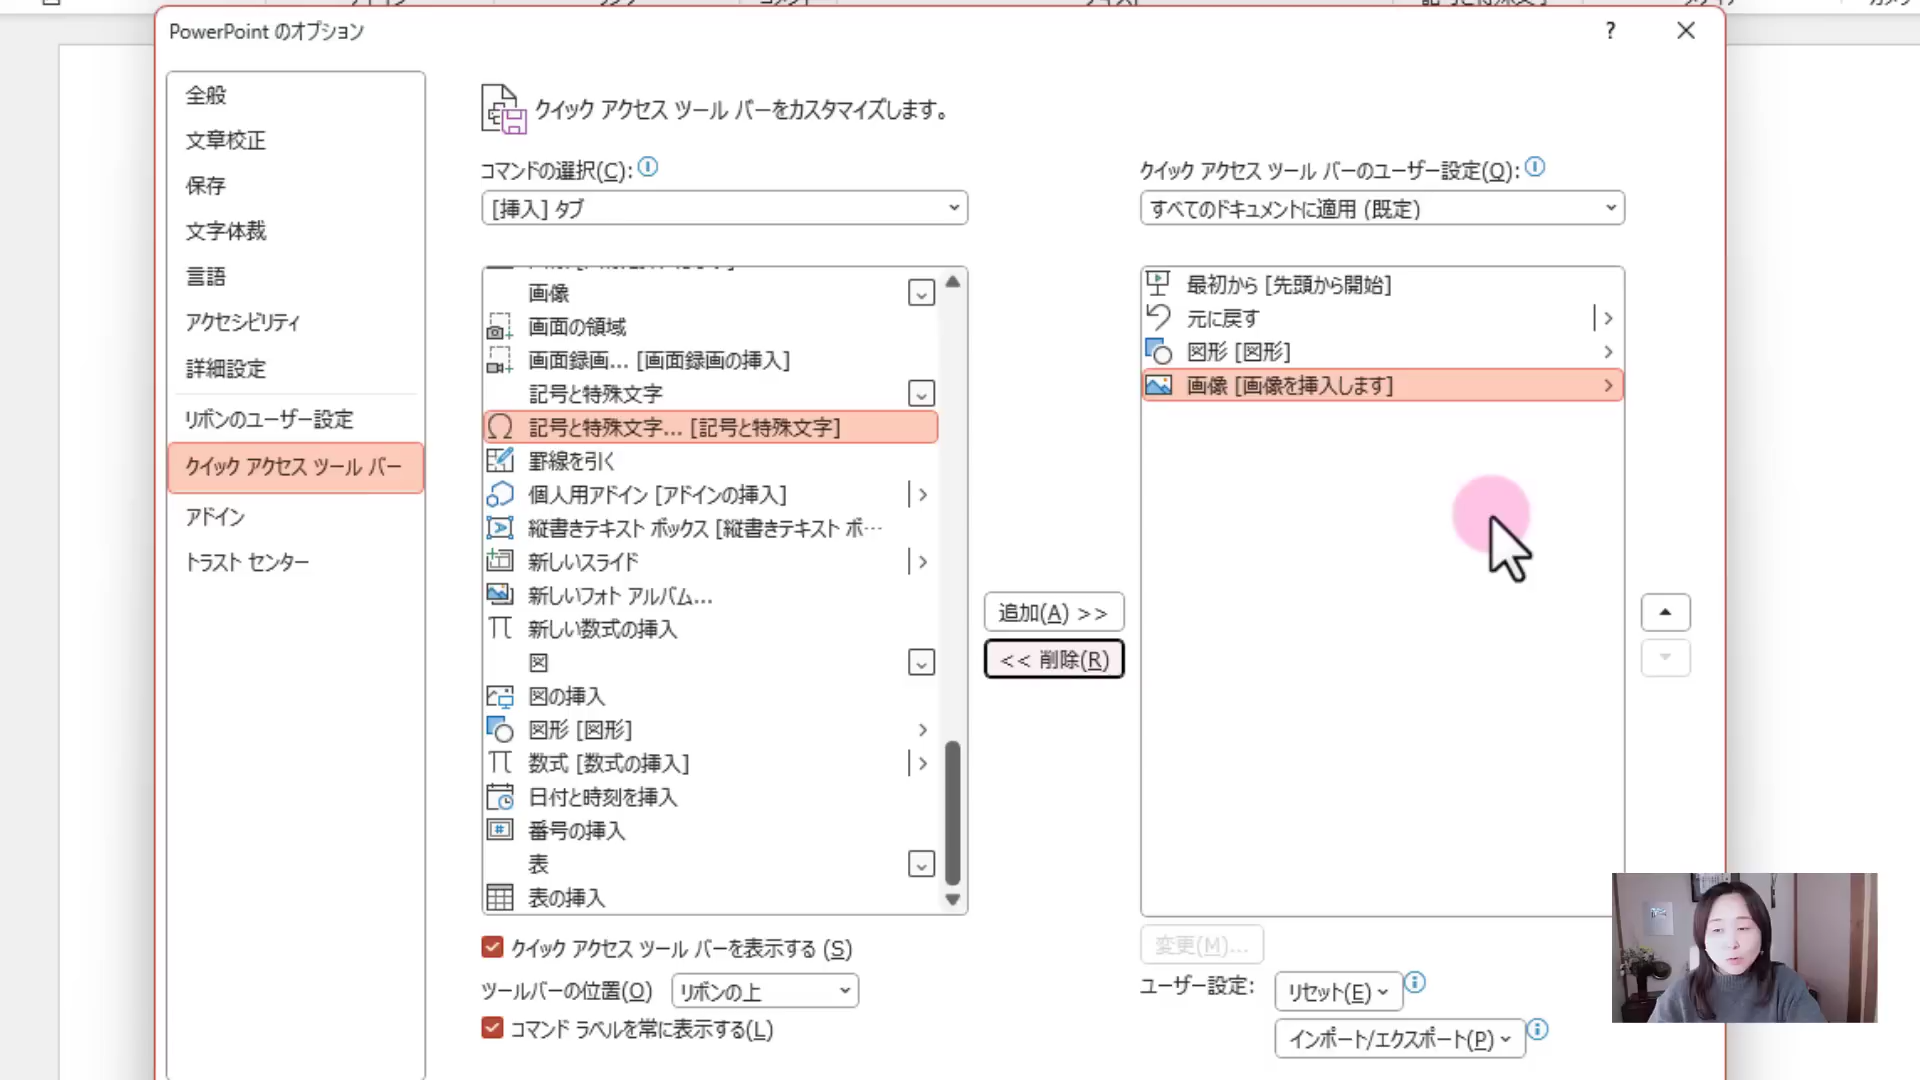 PowerPoint のオプション
?
全般
文章校正
保存
文字体裁
言語
アクセシビリティ
詳細設定
リボンのユーザー設定
クイック アクセス ツール バー
アドイン
トラスト センター
クイック アクセス ツール バーをカスタマイズします。
コマンドの選択(C):
[挿入] タブ
画像
画面の領域
画面録画... [画面録画の挿入]
記号と特殊文字
記号と特殊文字... [記号と特殊文字]
罫線を引く
個人用アドイン [アドインの挿入]
縦書きテキスト ボックス [縦書きテキスト ボ…
新しいスライド
新しいフォト アルバム...
新しい数式の挿入
図
図の挿入
図形 [図形]
数式 [数式の挿入]
日付と時刻を挿入
番号の挿入
表
表の挿入
追加(A) >>
<< 削除(R)
クイック アクセス ツール バーのユーザー設定(Q):
すべてのドキュメントに適用 (既定)
最初から [先頭から開始]
元に戻す
図形 [図形]
画像 [画像を挿入します]
変更(M)...
クイック アクセス ツール バーを表示する (S)
ツールバーの位置(O)
リボンの上
コマンド ラベルを常に表示する(L)
ユーザー設定:
リセット(E)
インポート/エクスポート(P)